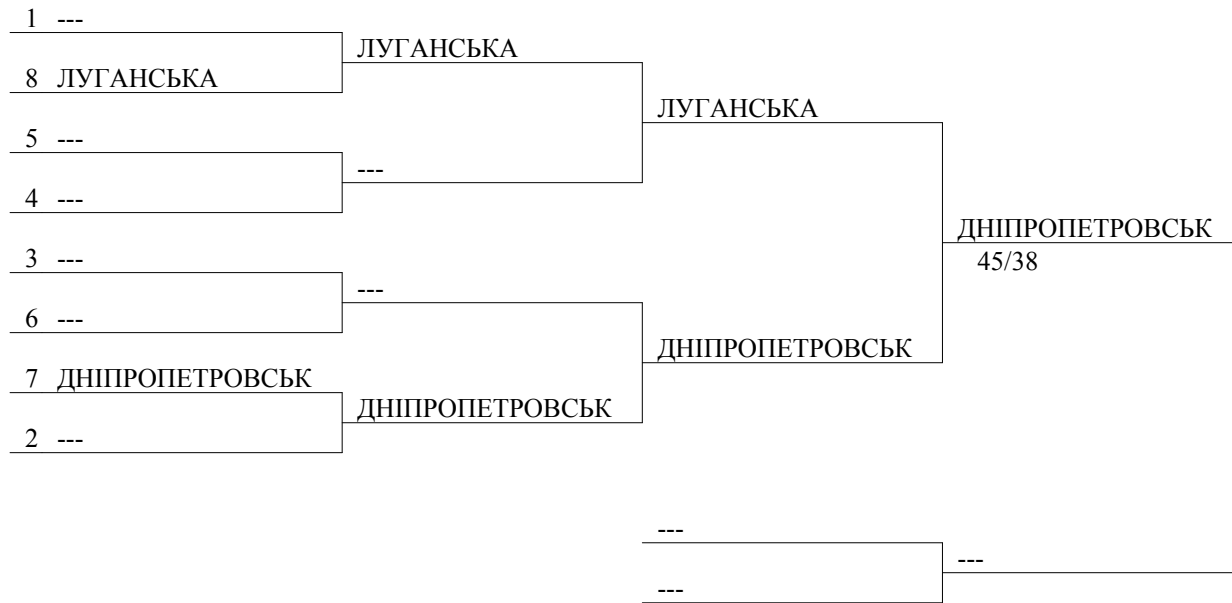 1 ---
8 ЛУГАНСЬКА
5 ---
4 ---
3 ---
6 ---
7 ДНІПРОПЕТРОВСЬК
2 ---
ЛУГАНСЬКА
---
---
ДНІПРОПЕТРОВСЬК
ЛУГАНСЬКА
ДНІПРОПЕТРОВСЬК
ДНІПРОПЕТРОВСЬК
45/38
---
---
---